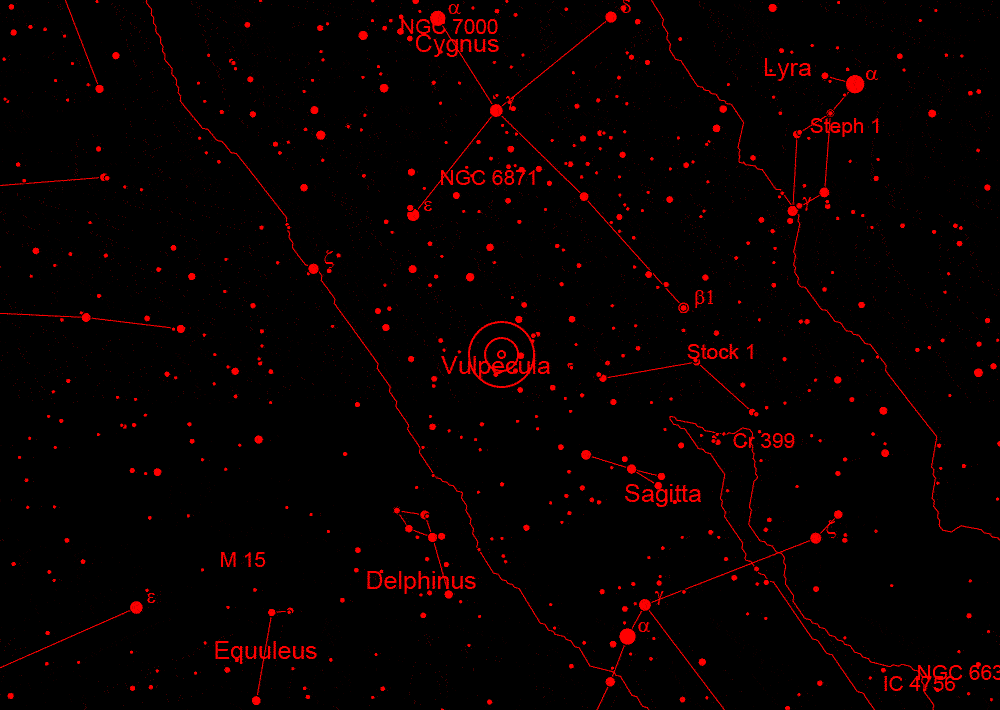 α
NGC 7000
Cygnus
Lyra
α
γ
Steph 1
NGC 6871
ε
γ
ζ
β1
Stock 1
Vulpecula
Cr 399
Sagitta
ζ
M 15
Delphinus
ε
γ
α
Equuleus
NGC 663
IC 4756